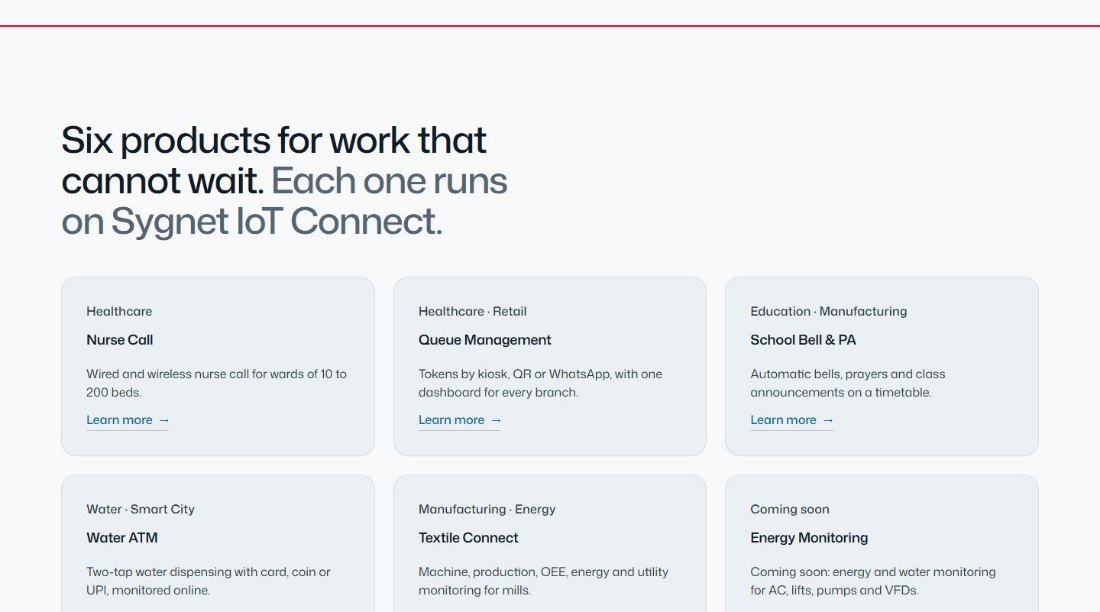 Six products for work that
cannot wait. Each one runs
on Sygnet IoT Connect.
Healthcare
Nurse Call
Wired and wireless nurse call for wards of 10 to
200 beds.
Learn more →
Healthcare · Retail
Queue Management
Tokens by kiosk, QR or WhatsApp, with one
dashboard for every branch.
Learn more →
Education · Manufacturing
School Bell & PA
Automatic bells, prayers and class
announcements on a timetable.
Learn more →
Water · Smart City
Water ATM
Two-tap water dispensing with card, coin or
UPI, monitored online.
Manufacturing · Energy
Textile Connect
Machine, production, OEE, energy and utility
monitoring for mills.
Coming soon
Energy Monitoring
Coming soon: energy and water monitoring
for AC, lifts, pumps and VFDs.